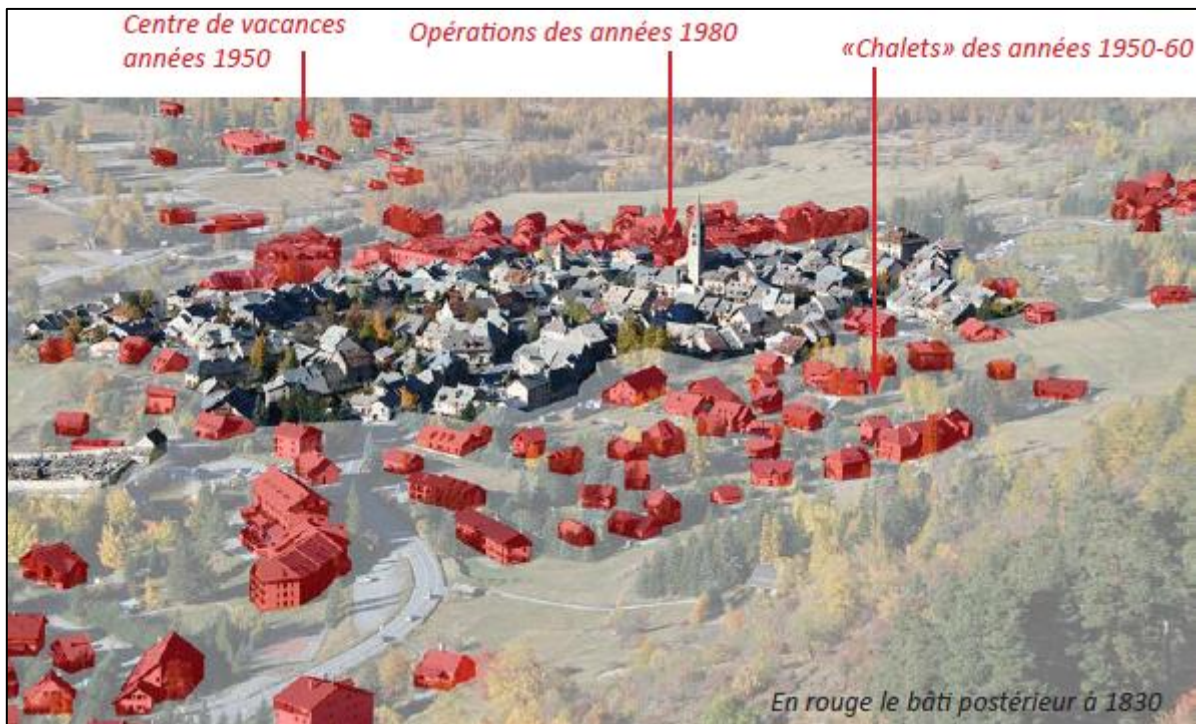 Centre de vacances
années 1950
Opérations des années 1980
«Chalets» des années 1950-60
En rouge le bâti postérieur á 1830